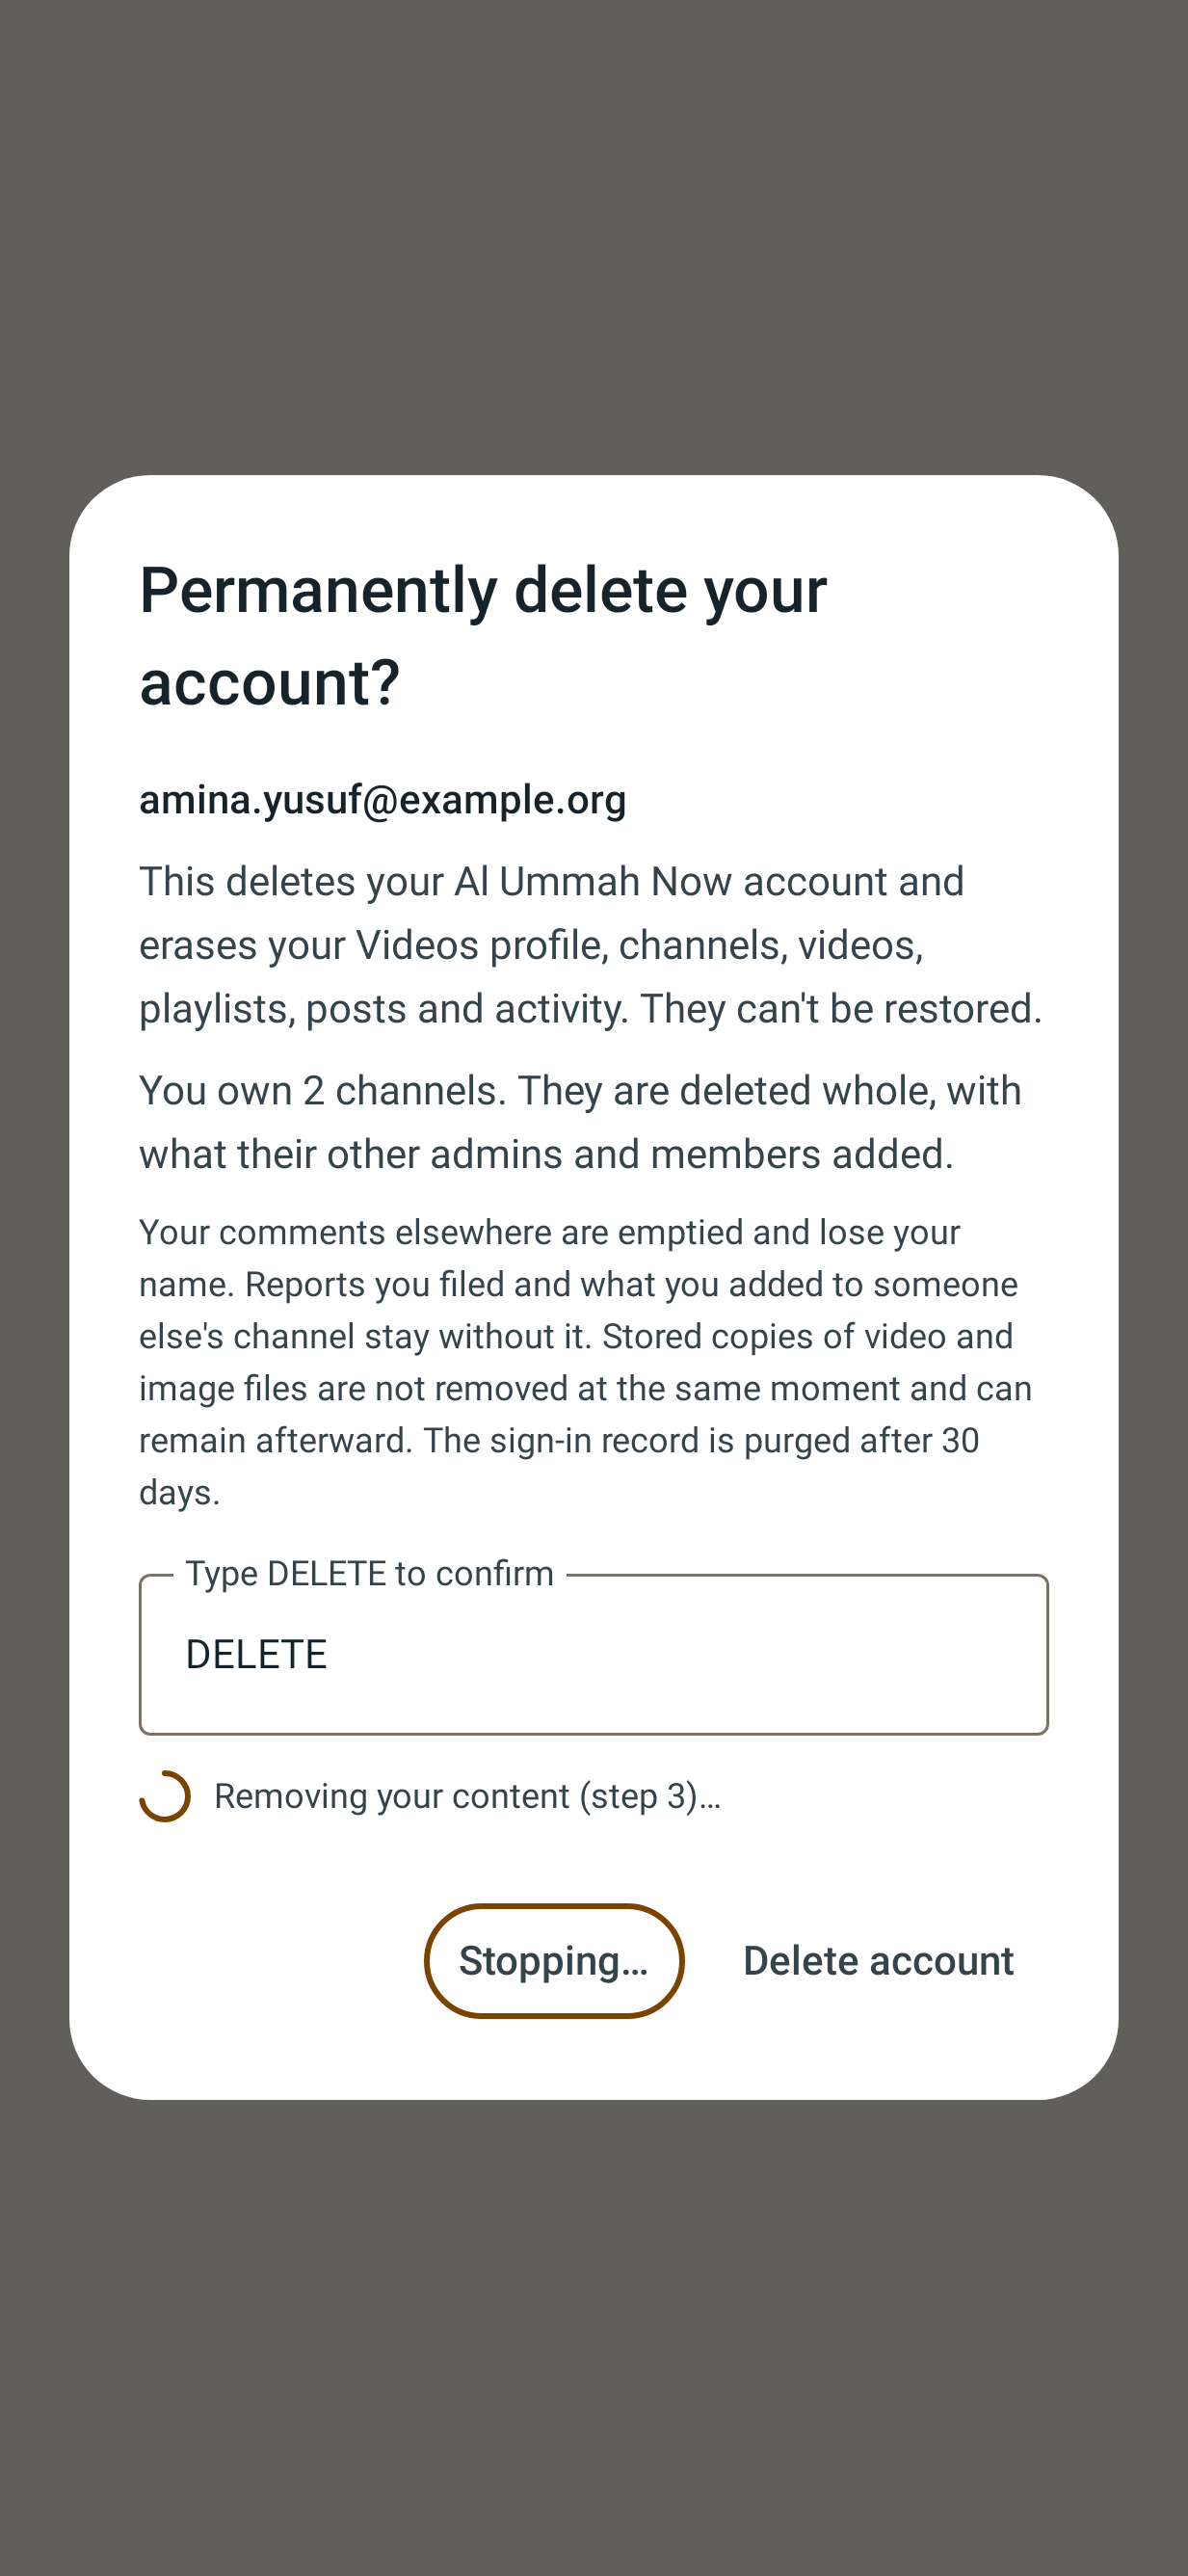 Permanently delete your
account?
amina.yusuf@example.org
This deletes your Al Ummah Now account and
erases your Videos profile, channels, videos,
playlists, posts and activity. They can't be restored.
You own 2 channels. They are deleted whole, with
what their other admins and members added.
Your comments elsewhere are emptied and lose your
name. Reports you filed and what you added to someone
else's channel stay without it. Stored copies of video and
image files are not removed at the same moment and can
remain afterward. The sign-in record is purged after 30
days.
Type DELETE to confirm
DELETE
Removing your content (step 3)…
Stopping… Delete account